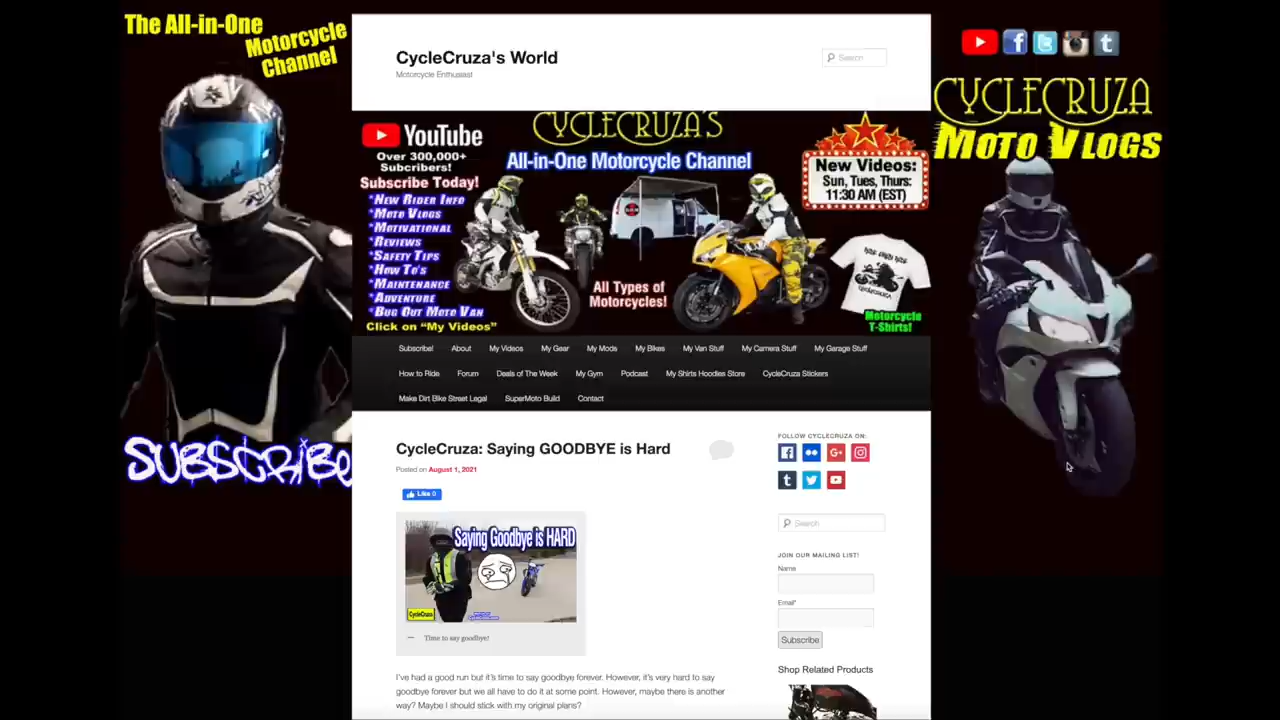 The All-in-One
Motorcycle
Channel
SUBSCRIBE
CycleCruza's World
Motorcycle Enthusiast
Search
YouTube
Over 300,000+
Subcribers!
Subscribe Today!
*New Rider Info
*Moto Vlogs
*Motivational
*Reviews
*Safety Tips
*How To's
*Maintenance
*Adventure
*Bug Out Moto Van
Click on "My Videos"
CYCLECRUZA'S
All-in-One Motorcycle Channel
All Types of
Motorcycles!
New Videos:
Sun, Tues, Thurs:
11:30 AM (EST)
CYCLECRUZA
Motorcycle
T-Shirts!
CYCLECRUZA
MOTO VLOGS
Subscribe! About My Videos My Gear My Mods My Bikes My Van Stuff My Camera Stuff My Garage Stuff
How to Ride Forum Deals of The Week My Gym Podcast My Shirts Hoodies Store CycleCruza Stickers
Make Dirt Bike Street Legal SuperMoto Build Contact
CycleCruza: Saying GOODBYE is Hard
Posted on August 1, 2021
Like 0
Saying Goodbye is HARD
CycleCruza
— Time to say goodbye!
I've had a good run but it's time to say goodbye forever. However, it's very hard to say
goodbye forever but we all have to do it at some point. However, maybe there is another
way? Maybe I should stick with my original plans?
FOLLOW CYCLECRUZA ON:
Search
JOIN OUR MAILING LIST!
Name
Email*
Subscribe
Shop Related Products